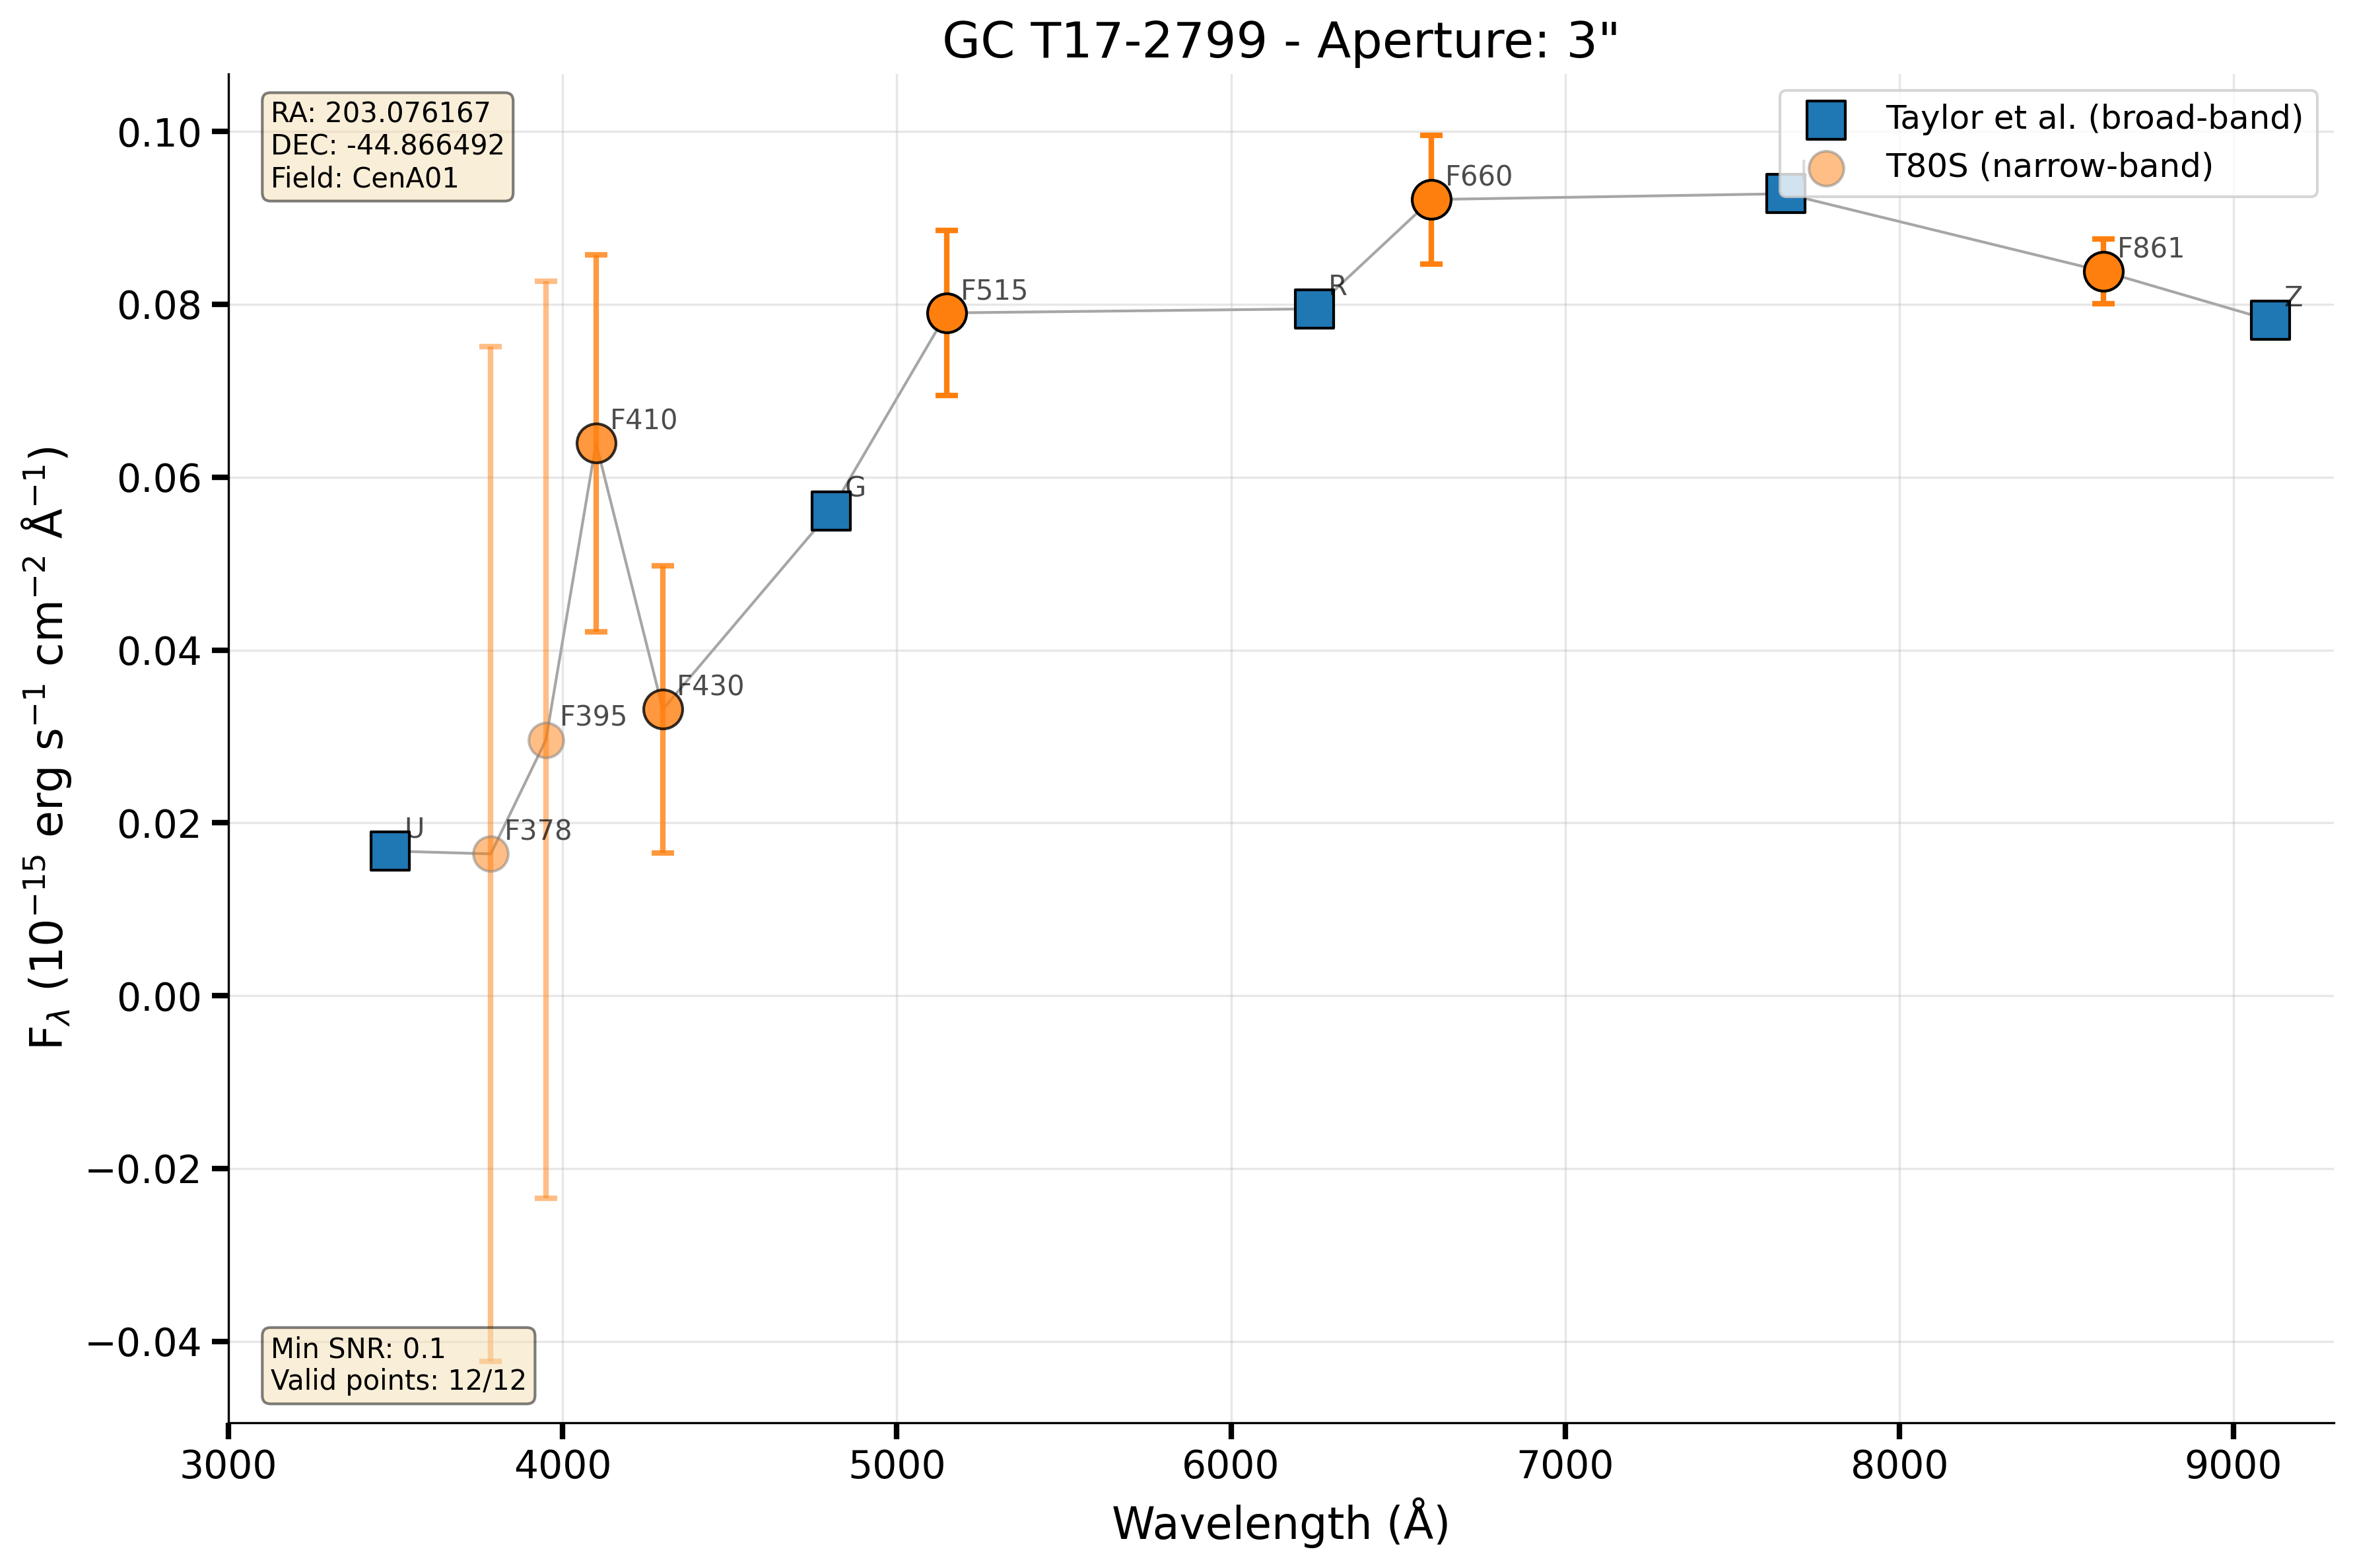 GC T17-2799 - Aperture: 3"
RA: 203.076167
DEC: -44.866492
Field: CenA01
Taylor et al. (broad-band)
T80S (narrow-band)
F660
F861
F515
R
Z
F410
G
F430
F395
F378
U
Min SNR: 0.1
Valid points: 12/12
0.10
0.08
0.06
0.04
0.02
0.00
−0.02
−0.04
F_λ (10⁻¹⁵ erg s⁻¹ cm⁻² Å⁻¹)
3000 4000 5000 6000 7000 8000 9000
Wavelength (Å)